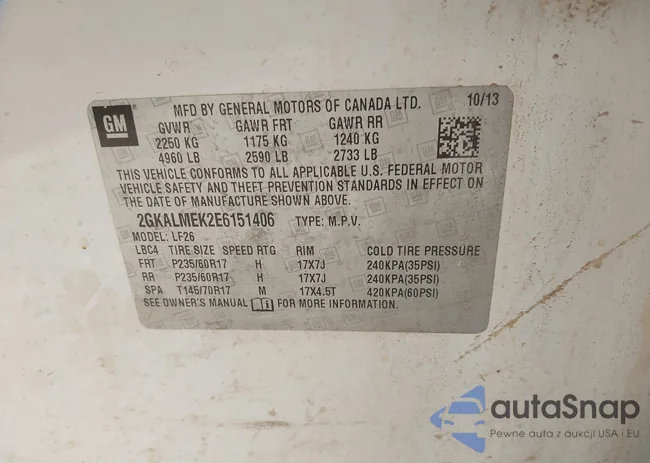 GM
MFD BY GENERAL MOTORS OF CANADA LTD. 10/13
GVWR GAWR FRT GAWR RR
2250 KG 1175 KG 1240 KG
4960 LB 2590 LB 2733 LB
THIS VEHICLE CONFORMS TO ALL APPLICABLE U.S. FEDERAL MOTOR
VEHICLE SAFETY AND THEFT PREVENTION STANDARDS IN EFFECT ON
THE DATE OF MANUFACTURE SHOWN ABOVE.
2GKALMEK2E6151406 TYPE: M.P.V.
MODEL: LF26
LBC4 TIRE SIZE SPEED RTG RIM COLD TIRE PRESSURE
FRT P235/60R17 H 17X7J 240KPA(35PSI)
RR P235/60R17 H 17X7J 240KPA(35PSI)
SPA T145/70R17 M 17X4.5T 420KPA(60PSI)
SEE OWNER'S MANUAL FOR ADDITIONAL INFORMATION.
autaSnap
Pewne auta z aukcji USA i EU